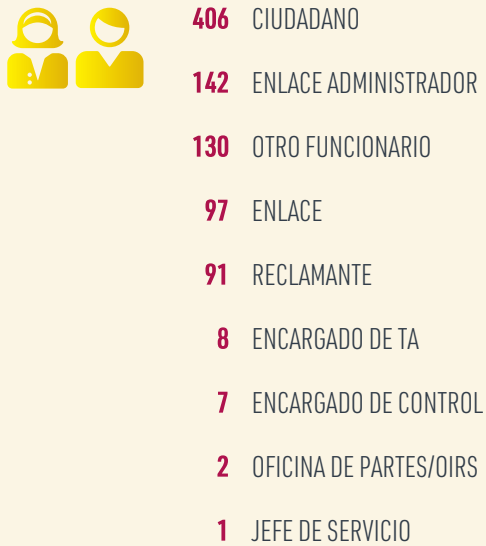 406 CIUDADANO
142 ENLACE ADMINISTRADOR
130 OTRO FUNCIONARIO
97 ENLACE
91 RECLAMANTE
8 ENCARGADO DE TA
7 ENCARGADO DE CONTROL
2 OFICINA DE PARTES/OIRS
1 JEFE DE SERVICIO